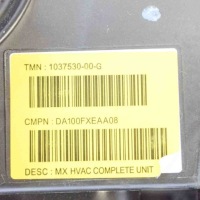 TMN : 1037530-00-G
CMPN : DA100FXEAA08
DESC : MX HVAC COMPLETE UNIT